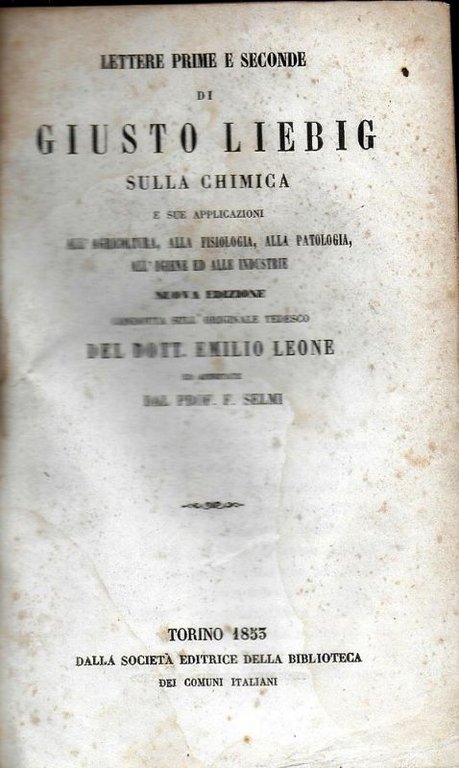 LETTERE PRIME E SECONDE
DI
GIUSTO LIEBIG
SULLA CHIMICA
E SUE APPLICAZIONI
ALL' AGRICOLTURA, ALLA FISIOLOGIA, ALLA PATOLOGIA,
ALL' IGIENE ED ALLE INDUSTRIE
NUOVA EDIZIONE
CONDOTTA SULL' ORIGINALE TEDESCO
DEL DOTT. EMILIO LEONE
ED ANNOTATE
DAL PROF. F. SELMI
TORINO 1853
DALLA SOCIETÀ EDITRICE DELLA BIBLIOTECA
DEI COMUNI ITALIANI